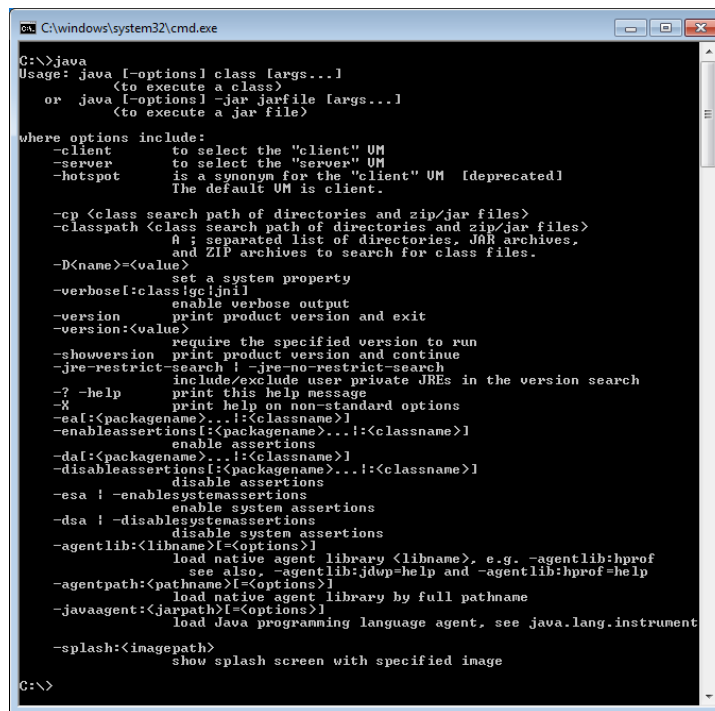 C:\windows\system32\cmd.exe
C:\>java
Usage: java [-options] class [args...]
           (to execute a class)
   or  java [-options] -jar jarfile [args...]
           (to execute a jar file)
where options include:
    -client       to select the "client" VM
    -server       to select the "server" VM
    -hotspot      is a synonym for the "client" VM  [deprecated]
                  The default VM is client.
    -cp <class search path of directories and zip/jar files>
    -classpath <class search path of directories and zip/jar files>
                  A ; separated list of directories, JAR archives,
                  and ZIP archives to search for class files.
    -D<name>=<value>
                  set a system property
    -verbose[:class|gc|jni]
                  enable verbose output
    -version      print product version and exit
    -version:<value>
                  require the specified version to run
    -showversion  print product version and continue
    -jre-restrict-search | -jre-no-restrict-search
                  include/exclude user private JREs in the version search
    -? -help      print this help message
    -X            print help on non-standard options
    -ea[:<packagename>...|:<classname>]
    -enableassertions[:<packagename>...|:<classname>]
                  enable assertions
    -da[:<packagename>...|:<classname>]
    -disableassertions[:<packagename>...|:<classname>]
                  disable assertions
    -esa | -enablesystemassertions
                  enable system assertions
    -dsa | -disablesystemassertions
                  disable system assertions
    -agentlib:<libname>[=<options>]
                  load native agent library <libname>, e.g. -agentlib:hprof
                    see also, -agentlib:jdwp=help and -agentlib:hprof=help
    -agentpath:<pathname>[=<options>]
                  load native agent library by full pathname
    -javaagent:<jarpath>[=<options>]
                  load Java programming language agent, see java.lang.instrument
    -splash:<imagepath>
                  show splash screen with specified image
C:\>